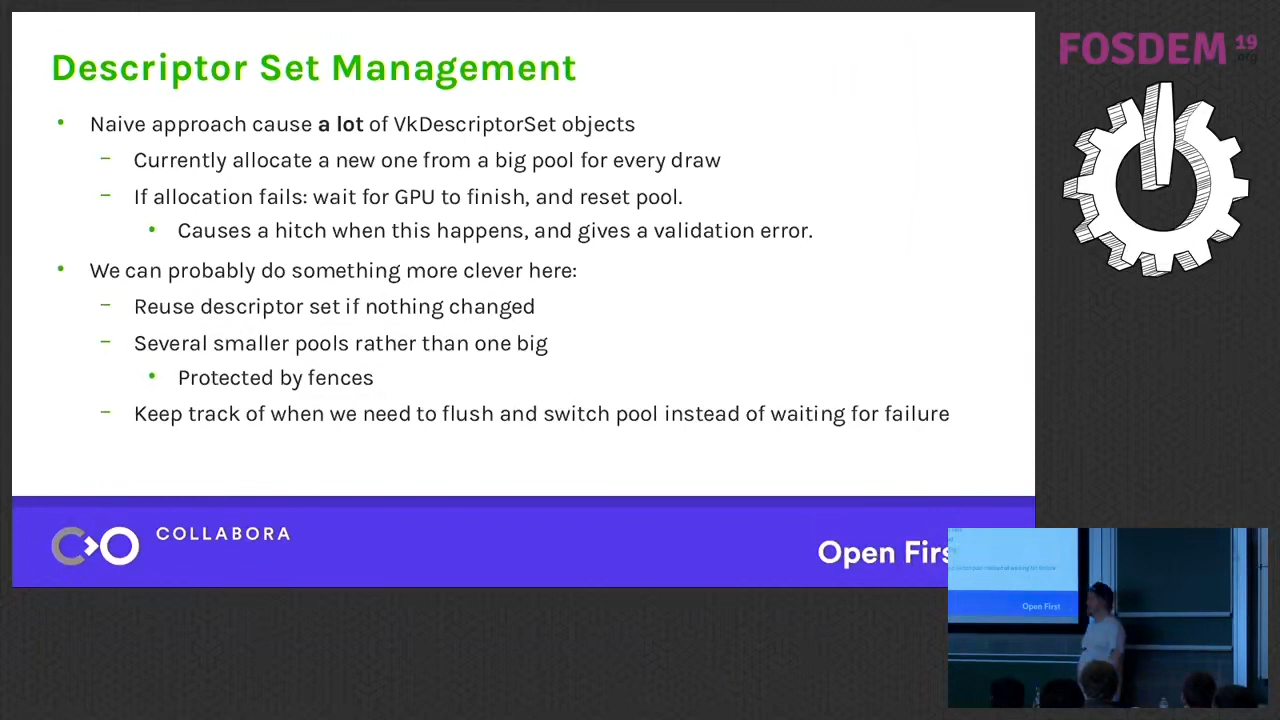 Descriptor Set Management
• Naive approach cause a lot of VkDescriptorSet objects
– Currently allocate a new one from a big pool for every draw
– If allocation fails: wait for GPU to finish, and reset pool.
• Causes a hitch when this happens, and gives a validation error.
• We can probably do something more clever here:
– Reuse descriptor set if nothing changed
– Several smaller pools rather than one big
• Protected by fences
– Keep track of when we need to flush and switch pool instead of waiting for failure
COLLABORA
Open Firs
FOSDEM 19
.org
Open First